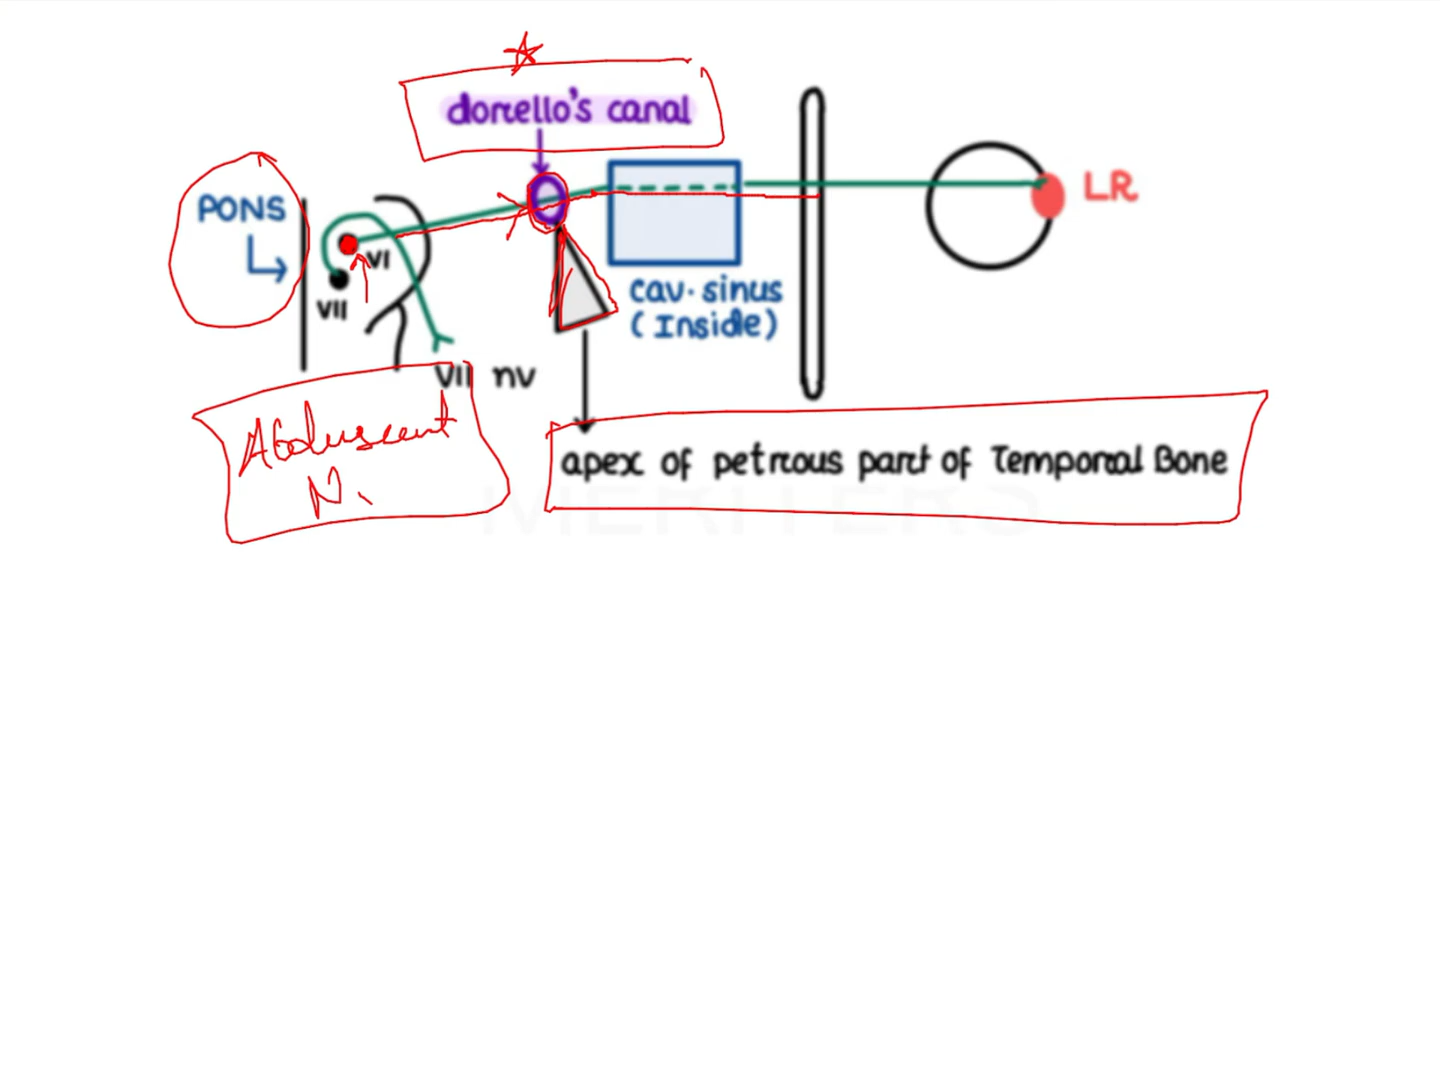 dorello's canal
PONS
VI
VII
LR
cav. sinus
(Inside)
VII nv
Abducent
N.
apex of petrous part of Temporal Bone